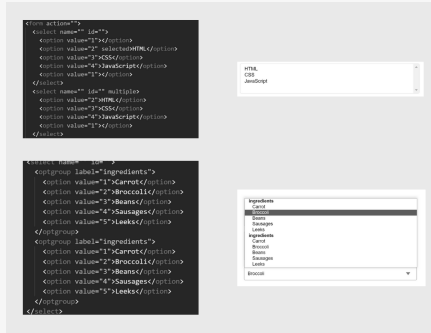 <form action="">
<select name="" id="">
<option value="1"></option>
<option value="2" selected>HTML</option>
<option value="3">CSS</option>
<option value="4">JavaScript</option>
<option value="1"></option>
</select>
<select name="" id="" multiple>
<option value="2">HTML</option>
<option value="3">CSS</option>
<option value="4">JavaScript</option>
<option value="1"></option>
</select>
HTML
CSS
JavaScript
<select name="" id="">
<optgroup label="ingredients">
<option value="1">Carrot</option>
<option value="2">Broccoli</option>
<option value="3">Beans</option>
<option value="4">Sausages</option>
<option value="5">Leeks</option>
</optgroup>
<optgroup label="ingredients">
<option value="1">Carrot</option>
<option value="2">Broccoli</option>
<option value="3">Beans</option>
<option value="4">Sausages</option>
<option value="5">Leeks</option>
</optgroup>
</select>
ingredients
Carrot
Broccoli
Beans
Sausages
Leeks
ingredients
Carrot
Broccoli
Beans
Sausages
Leeks
Broccoli